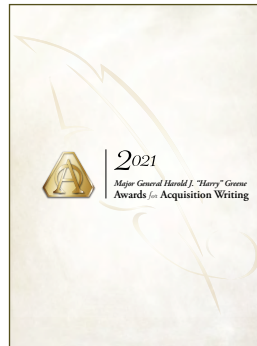 2021
Major General Harold J. "Harry" Greene
Awards for Acquisition Writing